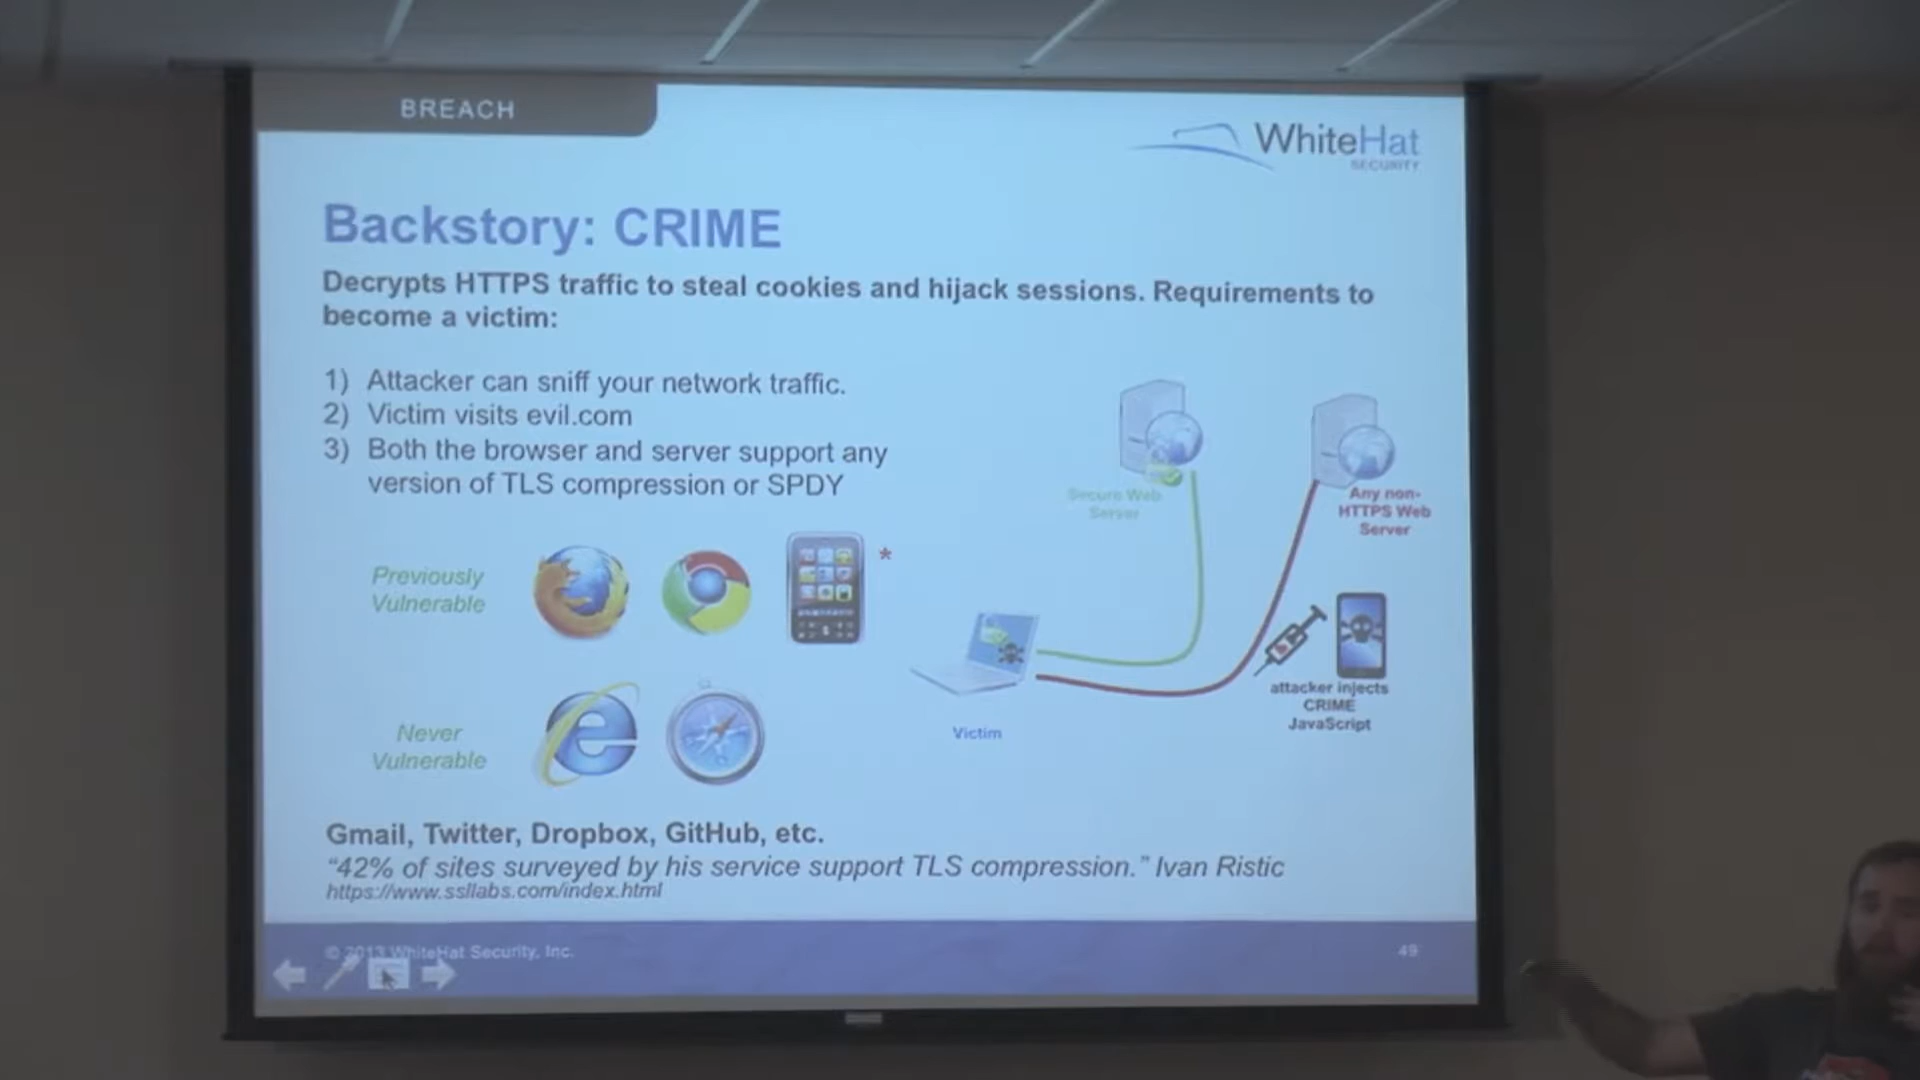 BREACH
WhiteHat
SECURITY
Backstory: CRIME
Decrypts HTTPS traffic to steal cookies and hijack sessions. Requirements to
become a victim:
1) Attacker can sniff your network traffic.
2) Victim visits evil.com
3) Both the browser and server support any
version of TLS compression or SPDY
Secure Web
Server
Any non-
HTTPS Web
Server
Previously
Vulnerable
*
attacker injects
CRIME
JavaScript
Victim
Never
Vulnerable
Gmail, Twitter, Dropbox, GitHub, etc.
“42% of sites surveyed by his service support TLS compression.” Ivan Ristic
https://www.ssllabs.com/index.html
© 2013 WhiteHat Security, Inc.
49